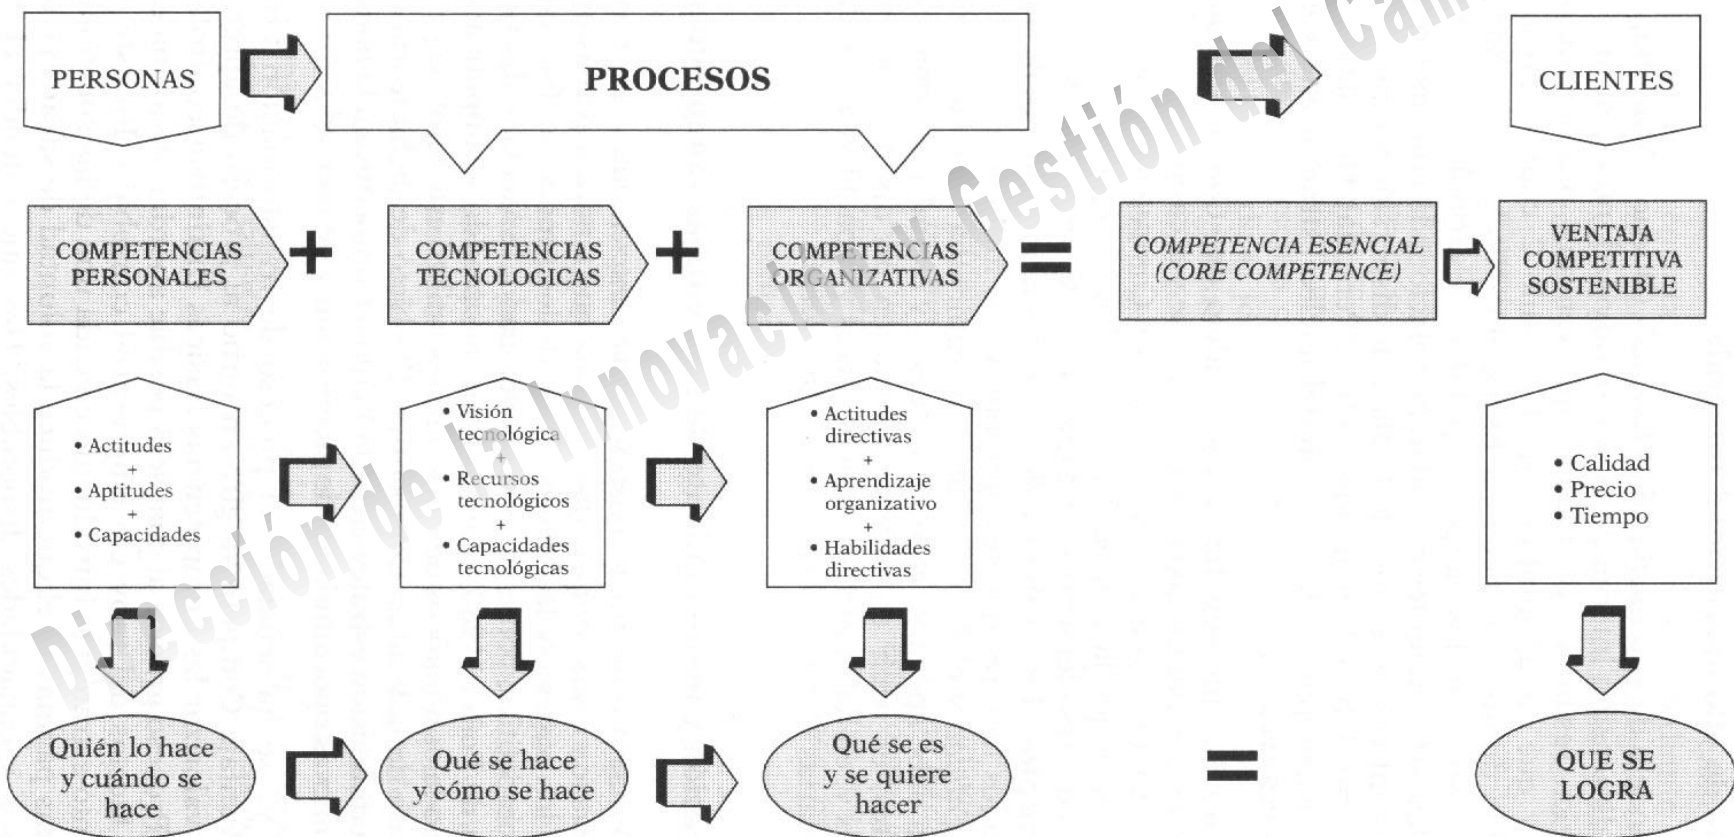 PERSONAS
PROCESOS
CLIENTES
COMPETENCIAS
PERSONALES
+
COMPETENCIAS
TECNOLOGICAS
+
COMPETENCIAS
ORGANIZATIVAS
=
COMPETENCIA ESENCIAL
(CORE COMPETENCE)
VENTAJA
COMPETITIVA
SOSTENIBLE
• Actitudes
+
• Aptitudes
+
• Capacidades
• Visión
tecnológica
+
• Recursos
tecnológicos
+
• Capacidades
tecnológicas
• Actitudes
directivas
+
• Aprendizaje
organizativo
+
• Habilidades
directivas
• Calidad
• Precio
• Tiempo
Quién lo hace
y cuándo se
hace
Qué se hace
y cómo se hace
Qué se es
y se quiere
hacer
=
QUE SE
LOGRA
Dirección de la Innovación y Gestión del